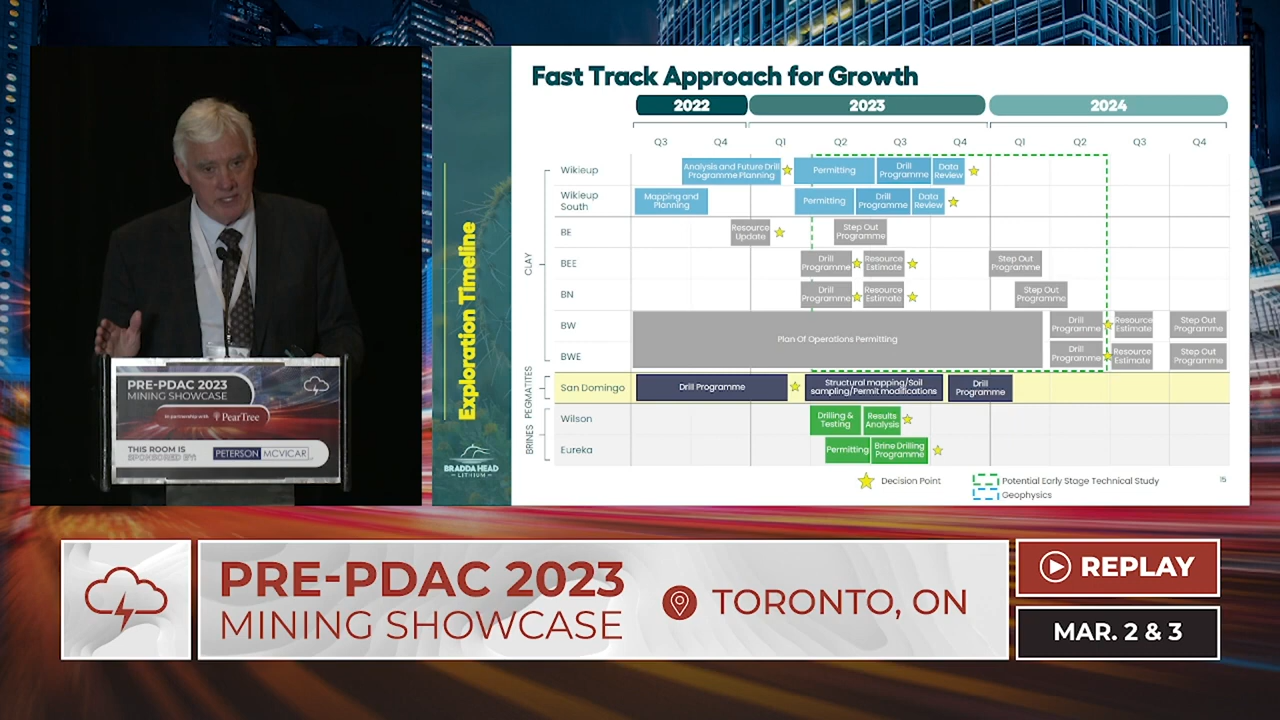 Fast Track Approach for Growth
2022
2023
2024
Q3
Q4
Q1
Q2
Q3
Q4
Q1
Q2
Q3
Q4
Exploration Timeline
CLAY
Wikieup
Analysis and Future Drill
Programme Planning
Permitting
Drill
Programme
Data
Review
Wikieup
South
Mapping and
Planning
Permitting
Drill
Programme
Data
Review
BE
Resource
Update
Step Out
Programme
BEE
Drill
Programme
Resource
Estimate
Step Out
Programme
BN
Drill
Programme
Resource
Estimate
Step Out
Programme
BW
Plan Of Operations Permitting
Drill
Programme
Resource
Estimate
Step Out
Programme
BWE
Drill
Programme
Resource
Estimate
Step Out
Programme
PEGMATITES
San Domingo
Drill Programme
Structural mapping/Soil
sampling/Permit modifications
Drill
Programme
BRINES
Wilson
Drilling &
Testing
Results
Analysis
Eureka
Permitting
Brine Drilling
Programme
Decision Point
Potential Early Stage Technical Study
Geophysics
15
BRADDA HEAD
LITHIUM
PRE-PDAC 2023
MINING SHOWCASE
In partnership with PearTree
THIS ROOM IS
SPONSORED BY:
PETERSON MCVICAR
PRE-PDAC 2023
MINING SHOWCASE
TORONTO, ON
REPLAY
MAR. 2 & 3